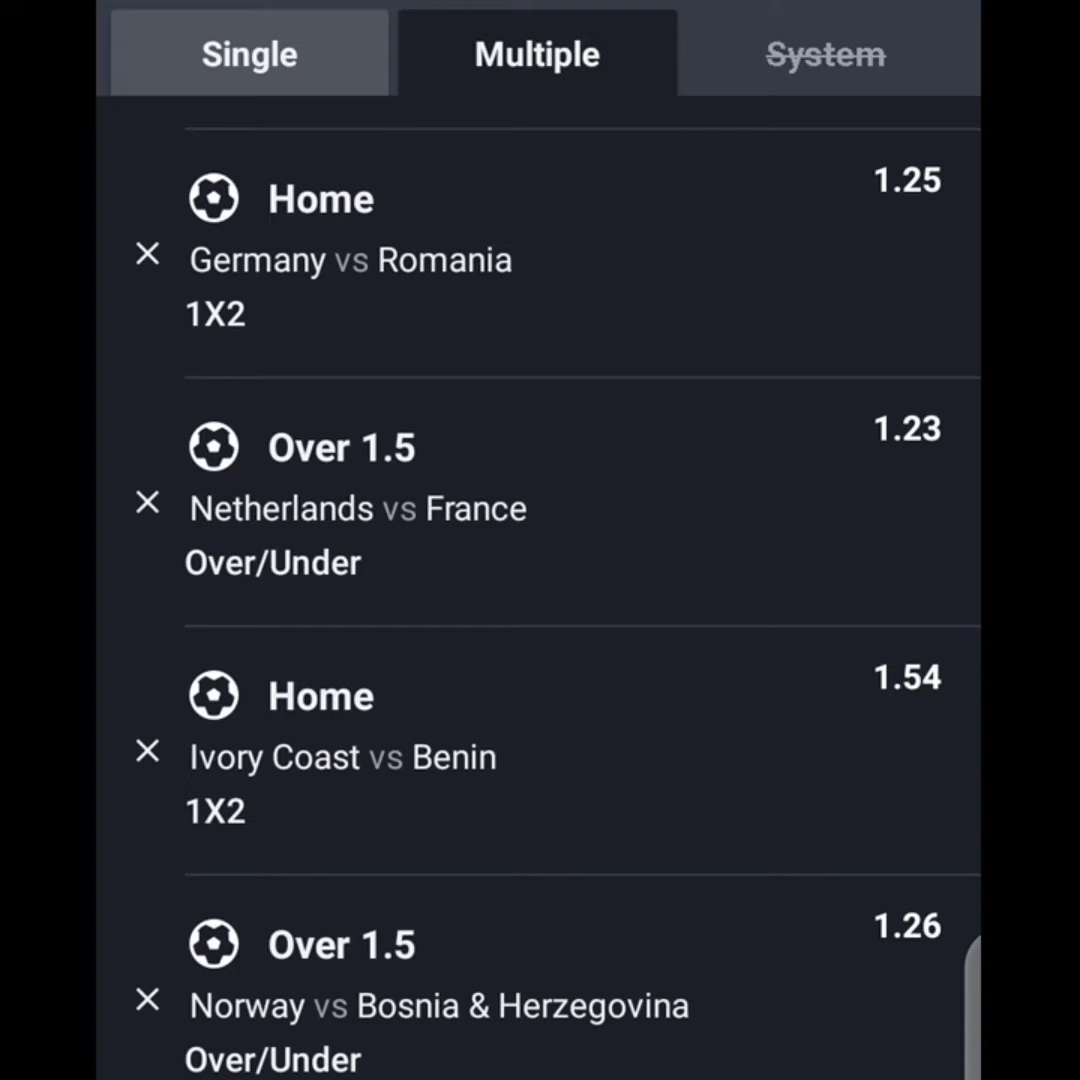 Single Multiple System
Home 1.25
Germany vs Romania
1X2
Over 1.5 1.23
Netherlands vs France
Over/Under
Home 1.54
Ivory Coast vs Benin
1X2
Over 1.5 1.26
Norway vs Bosnia & Herzegovina
Over/Under